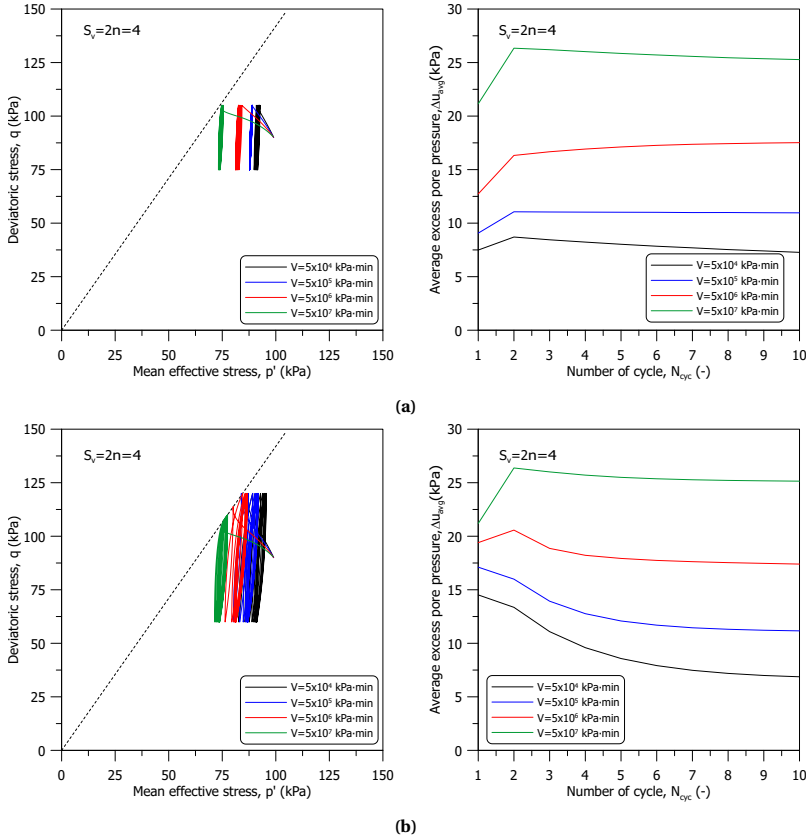 S_v=2n=4
Deviatoric stress, q (kPa)
150
125
100
75
50
25
0
0 25 50 75 100 125 150
Mean effective stress, p' (kPa)
V=5x10⁴ kPa·min
V=5x10⁵ kPa·min
V=5x10⁶ kPa·min
V=5x10⁷ kPa·min
S_v=2n=4
Average excess pore pressure, Δu_avg(kPa)
30
25
20
15
10
5
0
1 2 3 4 5 6 7 8 9 10
Number of cycle, N_cyc (-)
V=5x10⁴ kPa·min
V=5x10⁵ kPa·min
V=5x10⁶ kPa·min
V=5x10⁷ kPa·min
(a)
S_v=2n=4
Deviatoric stress, q (kPa)
150
125
100
75
50
25
0
0 25 50 75 100 125 150
Mean effective stress, p' (kPa)
V=5x10⁴ kPa·min
V=5x10⁵ kPa·min
V=5x10⁶ kPa·min
V=5x10⁷ kPa·min
S_v=2n=4
Average excess pore pressure, Δu_avg(kPa)
30
25
20
15
10
5
0
1 2 3 4 5 6 7 8 9 10
Number of cycle, N_cyc (-)
V=5x10⁴ kPa·min
V=5x10⁵ kPa·min
V=5x10⁶ kPa·min
V=5x10⁷ kPa·min
(b)